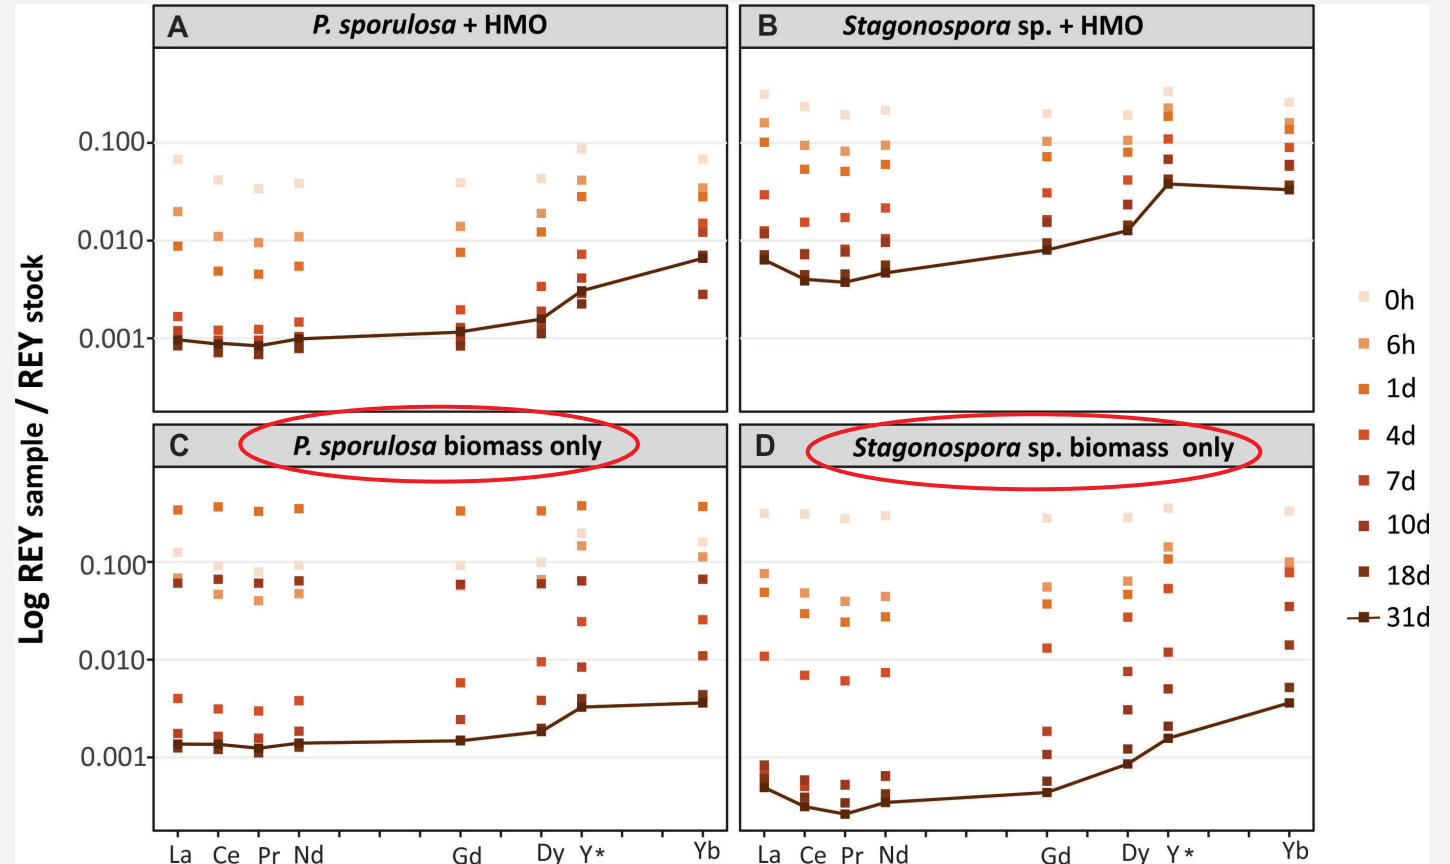 A P. sporulosa + HMO
B Stagonospora sp. + HMO
0.100
0.010
0.001
C P. sporulosa biomass only
D Stagonospora sp. biomass only
0.100
0.010
0.001
Log REY sample / REY stock
La Ce Pr Nd Gd Dy Y* Yb
La Ce Pr Nd Gd Dy Y* Yb
0h
6h
1d
4d
7d
10d
18d
31d